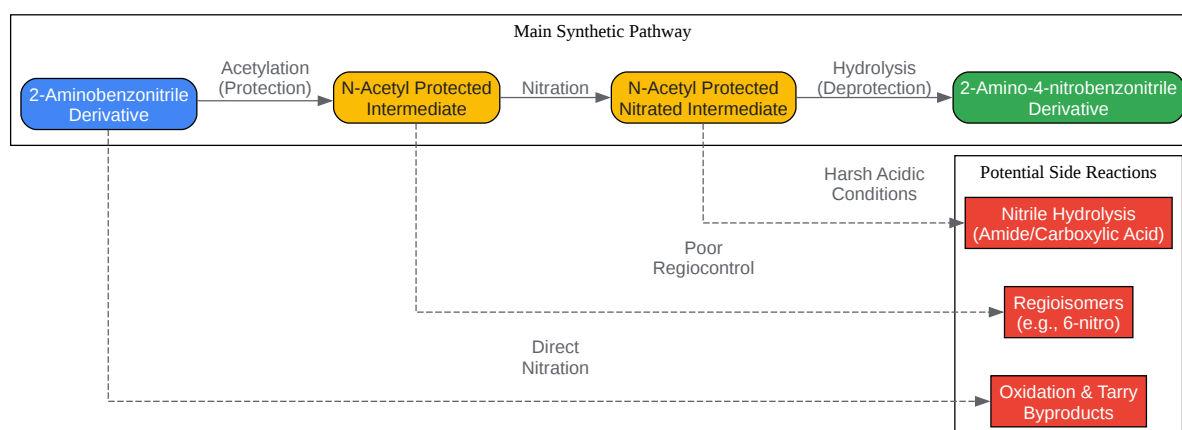 Main Synthetic Pathway
2-Aminobenzonitrile
Derivative
Acetylation
(Protection)
N-Acetyl Protected
Intermediate
Nitration
N-Acetyl Protected
Nitrated Intermediate
Hydrolysis
(Deprotection)
2-Amino-4-nitrobenzonitrile
Derivative
Potential Side Reactions
Harsh Acidic
Conditions
Nitrile Hydrolysis
(Amide/Carboxylic Acid)
Poor
Regiocontrol
Regioisomers
(e.g., 6-nitro)
Direct
Nitration
Oxidation & Tarry
Byproducts